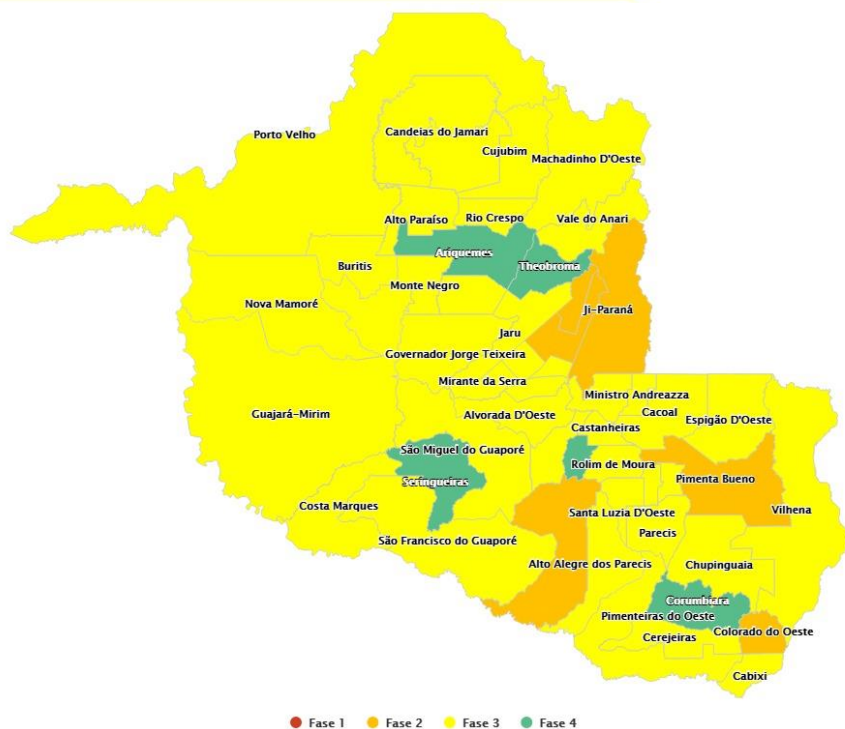 Porto Velho
Candeias do Jamari
Cujubim
Machadinho D'Oeste
Alto Paraíso
Rio Crespo
Vale do Anari
Ariquemes
Theobroma
Buritis
Monte Negro
Nova Mamoré
Ji-Paraná
Jaru
Governador Jorge Teixeira
Mirante da Serra
Ministro Andreazza
Guajará-Mirim
Alvorada D'Oeste
Cacoal
Espigão D'Oeste
Castanheiras
São Miguel do Guaporé
Rolim de Moura
Seringueiras
Pimenta Bueno
Costa Marques
Santa Luzia D'Oeste
Vilhena
Parecis
São Francisco do Guaporé
Alto Alegre dos Parecis
Chupinguaia
Corumbiara
Pimenteiras do Oeste
Colorado do Oeste
Cerejeiras
Cabixi
Fase 1 Fase 2 Fase 3 Fase 4